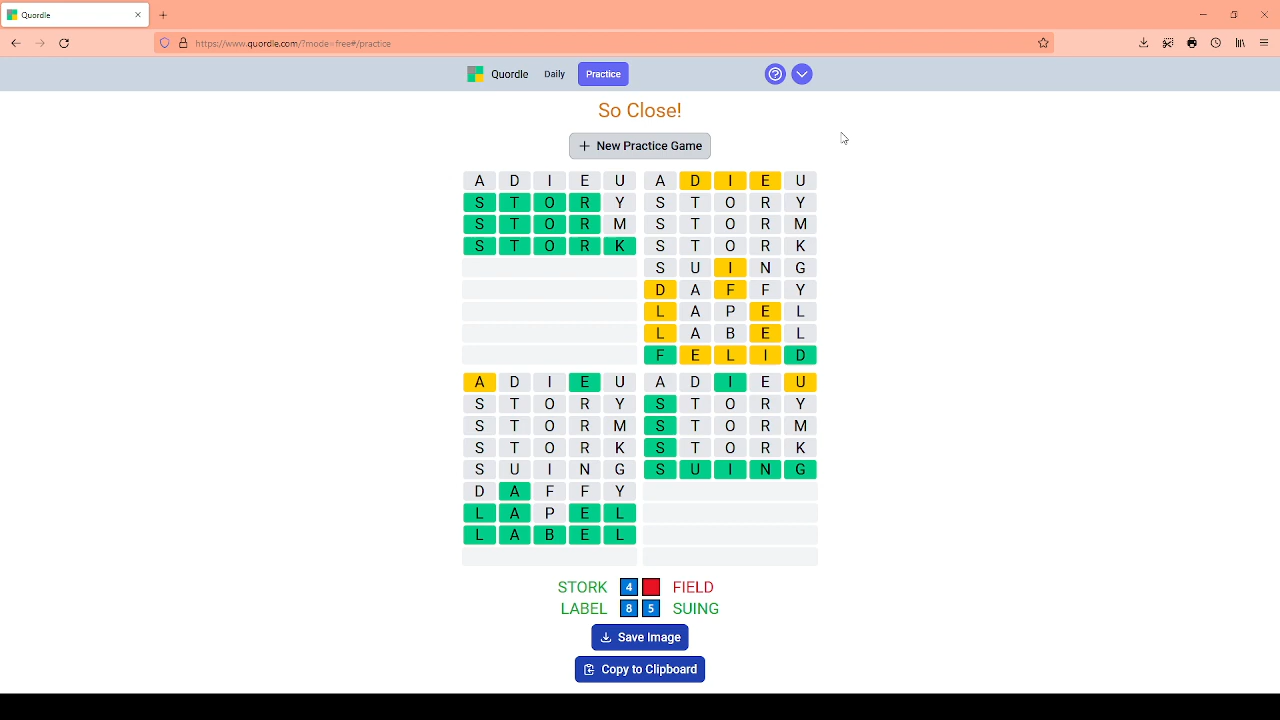 Quordle
https://www.quordle.com/?mode=free#/practice
Quordle Daily Practice
So Close!
+ New Practice Game
A D I E U A D I E U
S T O R Y S T O R Y
S T O R M S T O R M
S T O R K S T O R K
S U I N G
D A F F Y
L A P E L
L A B E L
F E L I D
A D I E U A D I E U
S T O R Y S T O R Y
S T O R M S T O R M
S T O R K S T O R K
S U I N G S U I N G
D A F F Y
L A P E L
L A B E L
STORK 4 FIELD
LABEL 8 5 SUING
Save Image
Copy to Clipboard